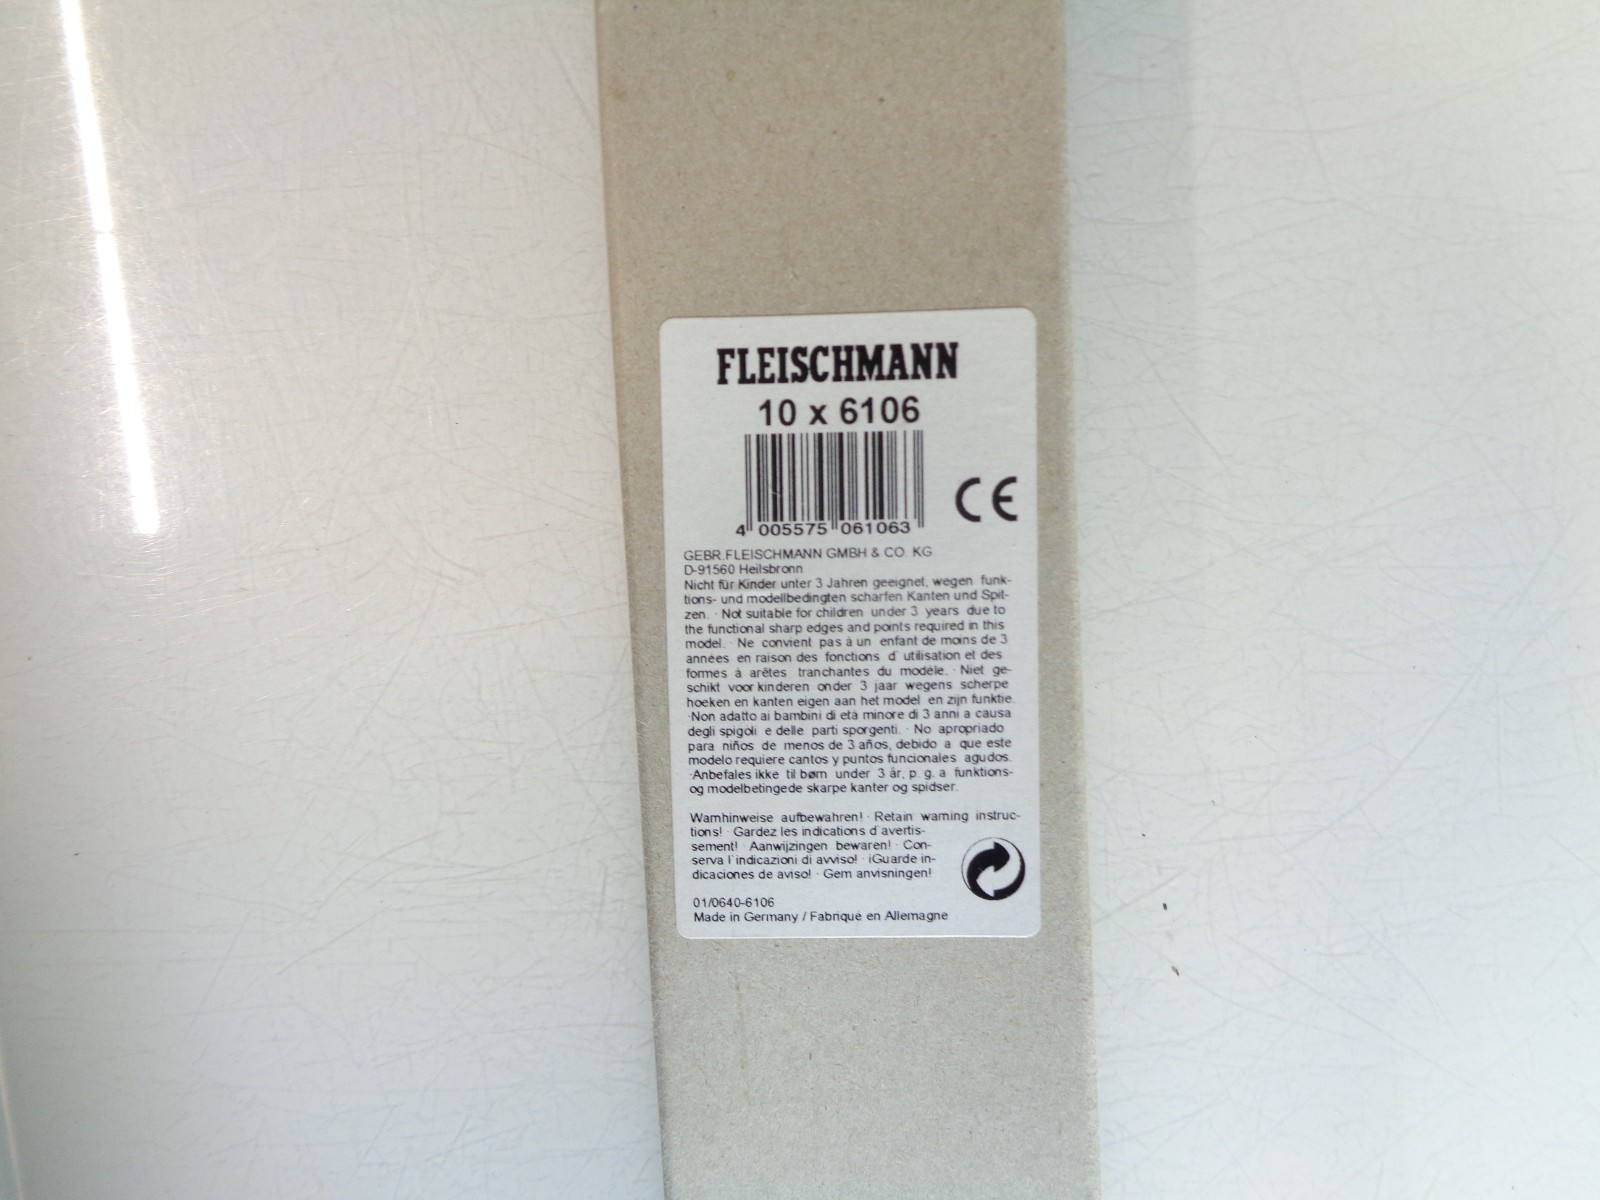 FLEISCHMANN
10 x 6106
4 005575 061063
CE
GEBR.FLEISCHMANN GMBH & CO. KG
D-91560 Heilsbronn
Nicht für Kinder unter 3 Jahren geeignet, wegen funk-
tions- und modellbedingten scharfen Kanten und Spit-
zen. · Not suitable for children under 3 years due to
the functional sharp edges and points required in this
model. · Ne convient pas à un enfant de moins de 3
années en raison des fonctions d´utilisation et des
formes à arêtes tranchantes du modèle. · Niet ge-
schikt voor kinderen onder 3 jaar wegens scherpe
hoeken en kanten eigen aan het model en zijn funktie.
·Non adatto ai bambini di età minore di 3 anni a causa
degli spigoli e delle parti sporgenti. · No apropriado
para niños de menos de 3 años, debido a que este
modelo requiere cantos y puntos funcionales agudos.
·Anbefales ikke til børn under 3 år, p. g. a funktions-
og modelbetingede skarpe kanter og spidser.
Warnhinweise aufbewahren! · Retain warning instruc-
tions! · Gardez les indications d´avertis-
sement! · Aanwijzingen bewaren! · Con-
serva l´indicazioni di avviso! · ¡Guarde in-
dicaciones de aviso! · Gem anvisningen!
01/0640-6106
Made in Germany / Fabriqué en Allemagne